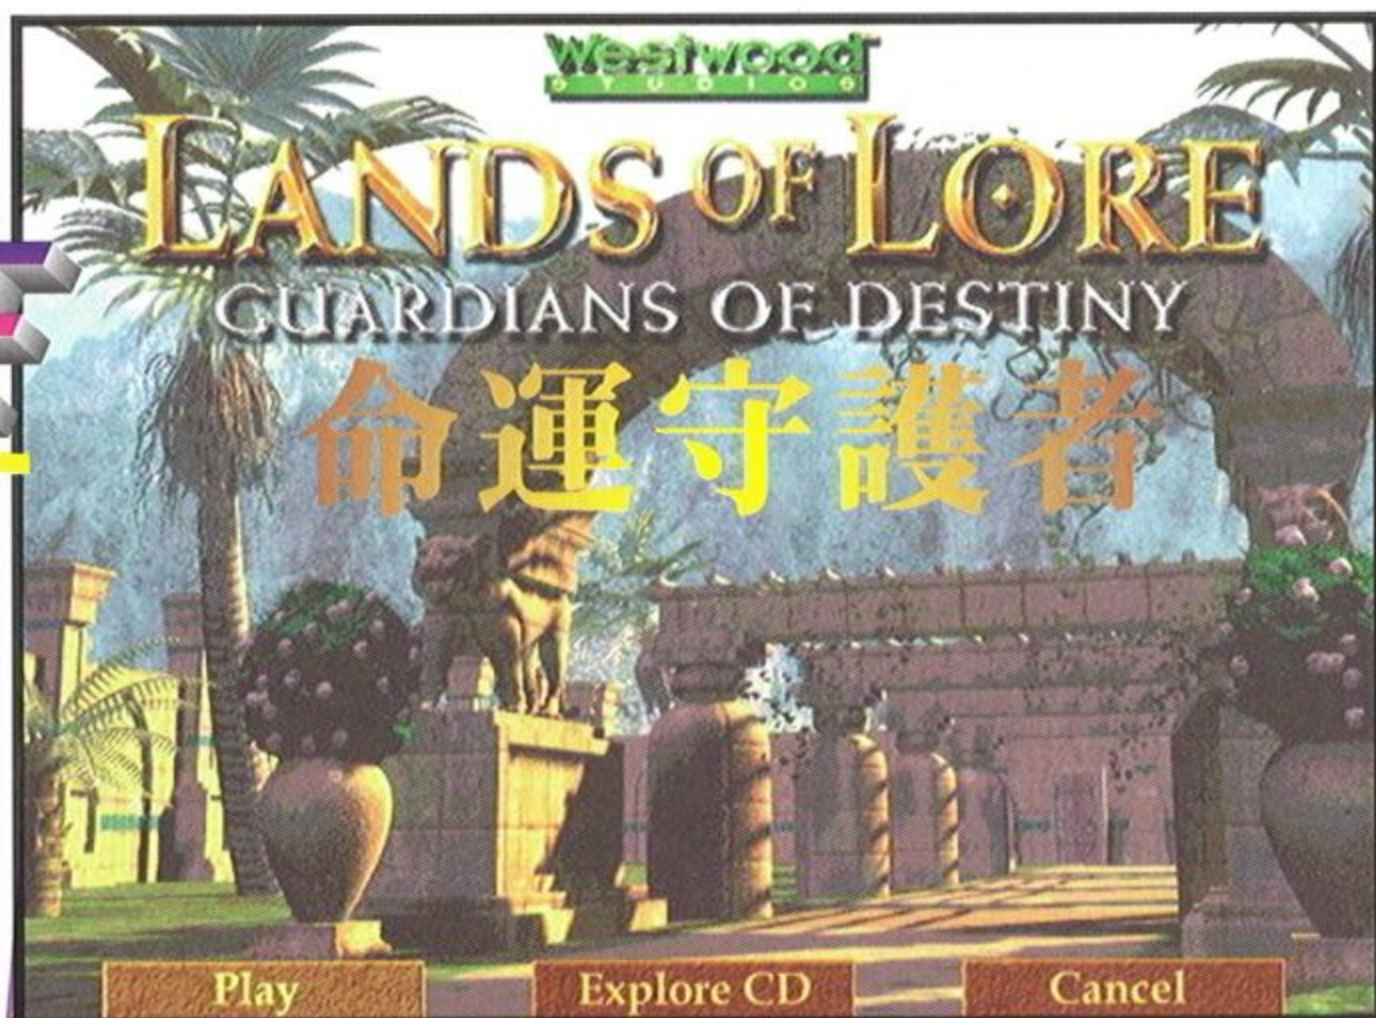 Westwood
STUDIOS
LANDS OF LORE
GUARDIANS OF DESTINY
命運守護者
Play
Explore CD
Cancel